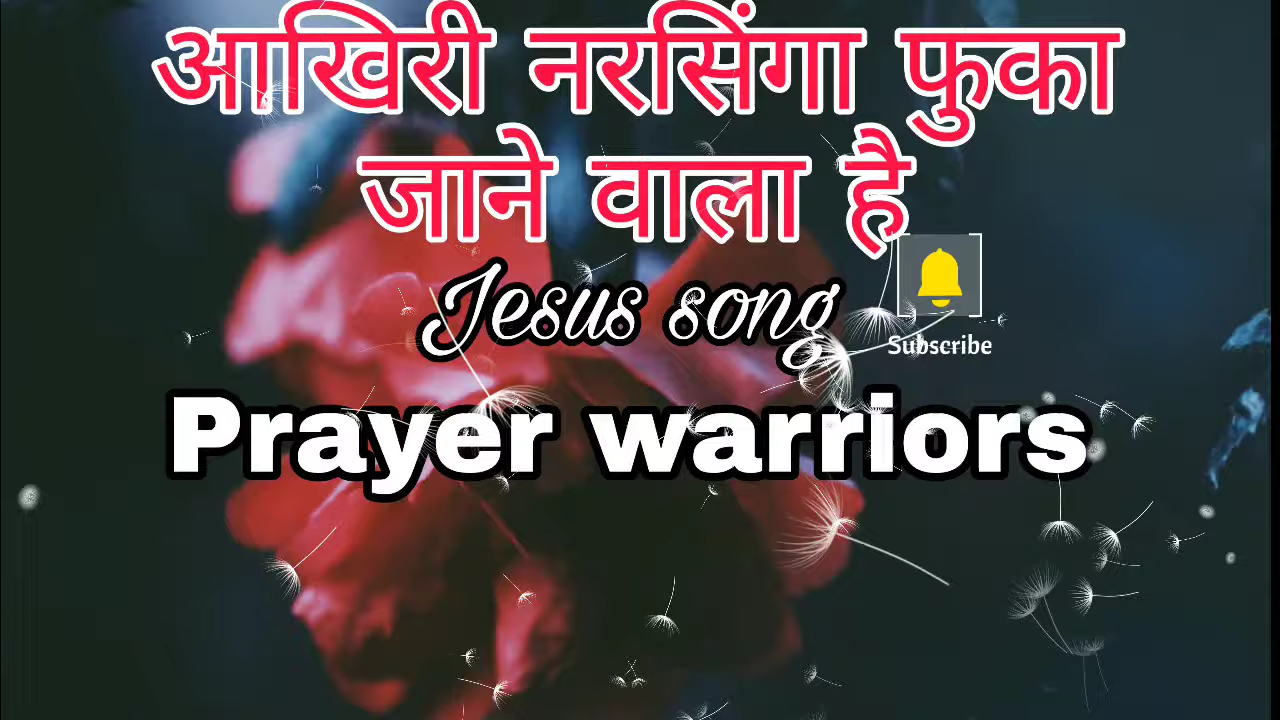 आखिरी नरसिंगा फुका
जाने वाला है
Jesus song
Subscribe
Prayer warriors